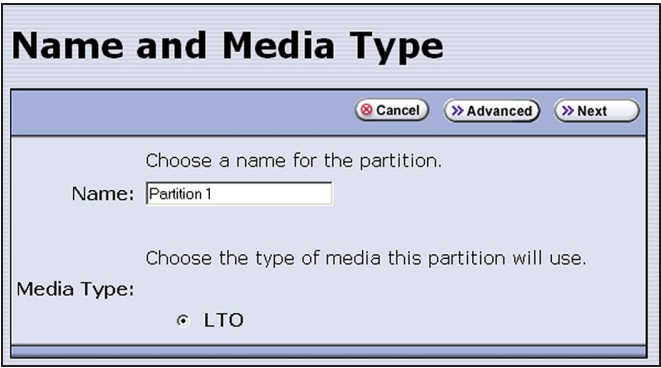 Name and Media Type
Cancel
Advanced
Next
Choose a name for the partition.
Name: Partition 1
Choose the type of media this partition will use.
Media Type:
LTO